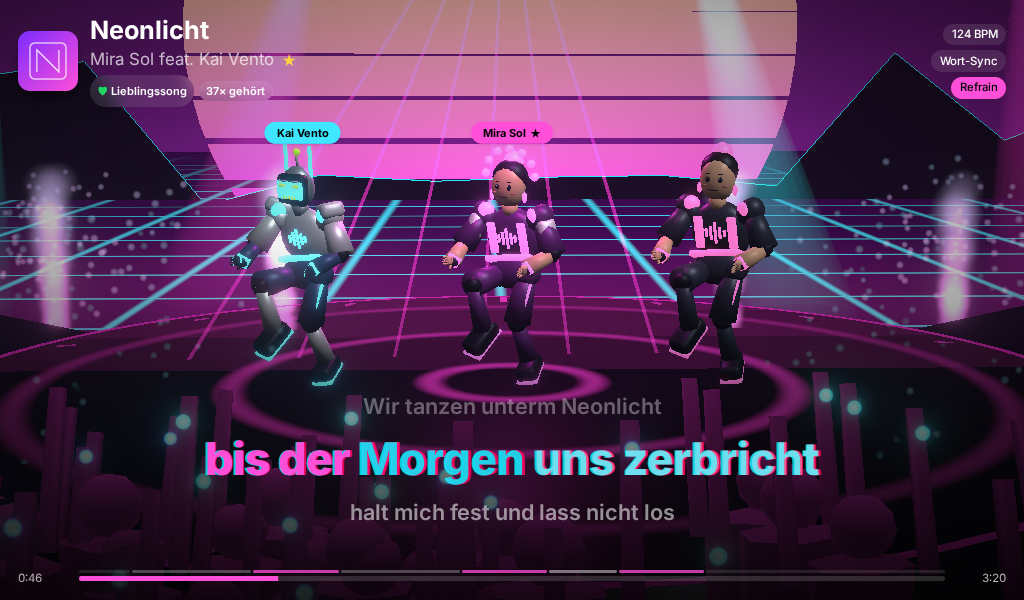 Neonlicht
Mira Sol feat. Kai Vento ★
Lieblingssong
37× gehört
124 BPM
Wort-Sync
Refrain
N
Kai Vento
Mira Sol ★
Wir tanzen unterm Neonlicht
bis der Morgen uns zerbricht
halt mich fest und lass nicht los
0:46
3:20